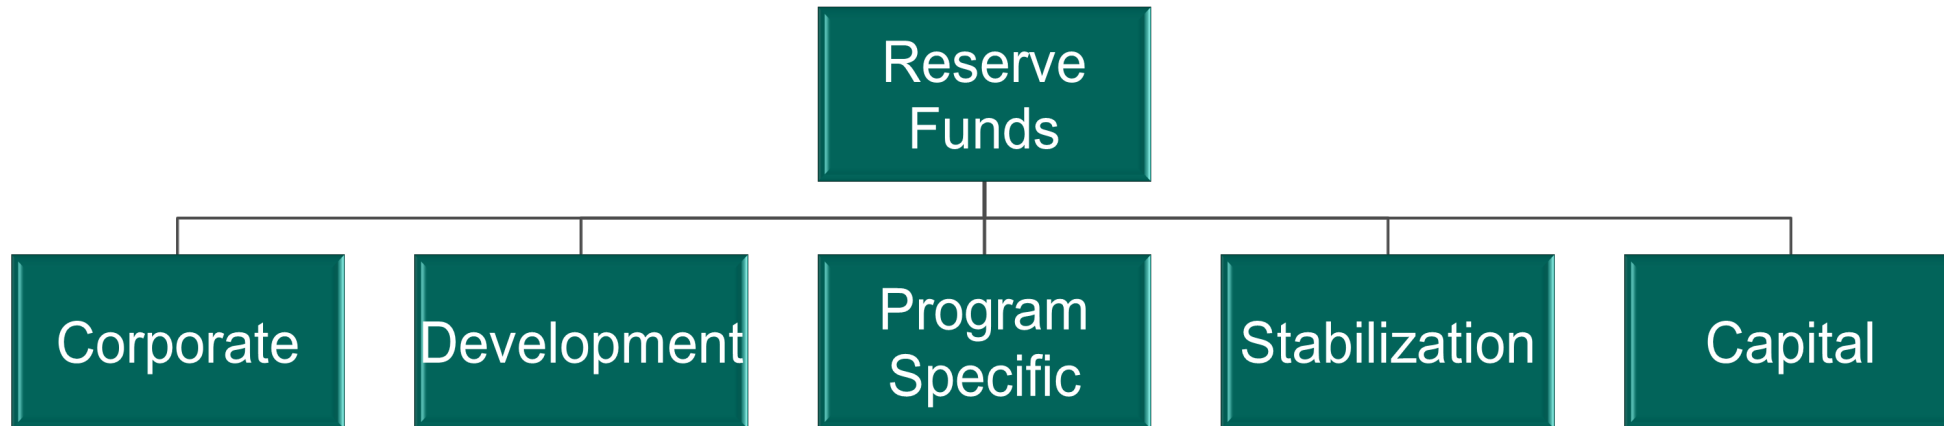 Reserve
Funds
Corporate
Development
Program
Specific
Stabilization
Capital